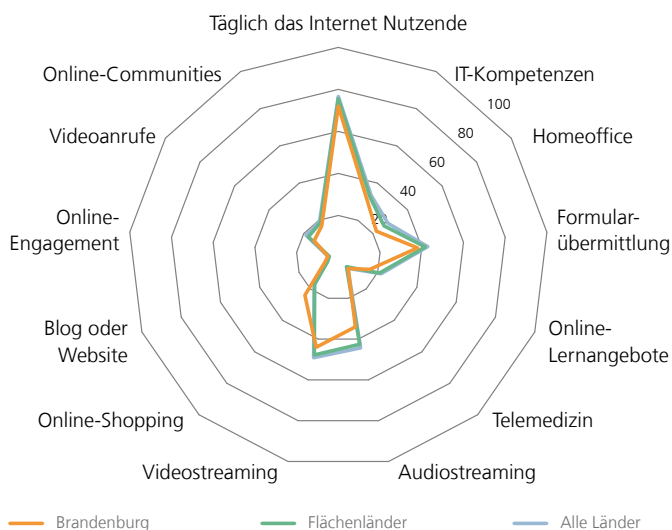 Täglich das Internet Nutzende
IT-Kompetenzen
Homeoffice
Formular-
übermittlung
Online-
Lernangebote
Telemedizin
Audiostreaming
Videostreaming
Online-Shopping
Blog oder
Website
Online-
Engagement
Videoanrufe
Online-Communities
100
80
60
40
20
Brandenburg
Flächenländer
Alle Länder